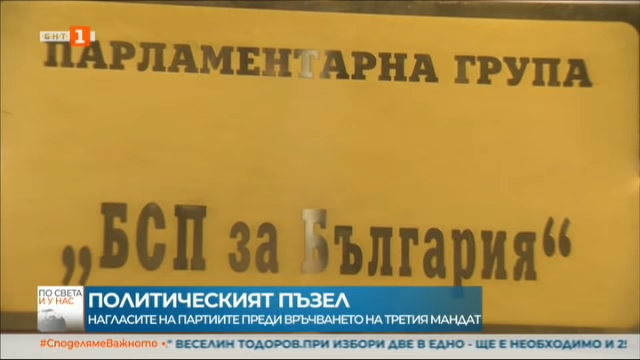 БНТ 1
ПАРЛАМЕНТАРНА ГРУПА
„БСП за България“
ПО СВЕТА
И У НАС
ПОЛИТИЧЕСКИЯТ ПЪЗЕЛ
НАГЛАСИТЕ НА ПАРТИИТЕ ПРЕДИ ВРЪЧВАНЕТО НА ТРЕТИЯ МАНДАТ
#СподелямеВажното • ." ВЕСЕЛИН ТОДОРОВ.ПРИ ИЗБОРИ ДВЕ В ЕДНО - ЩЕ Е НЕОБХОДИМО И 2!